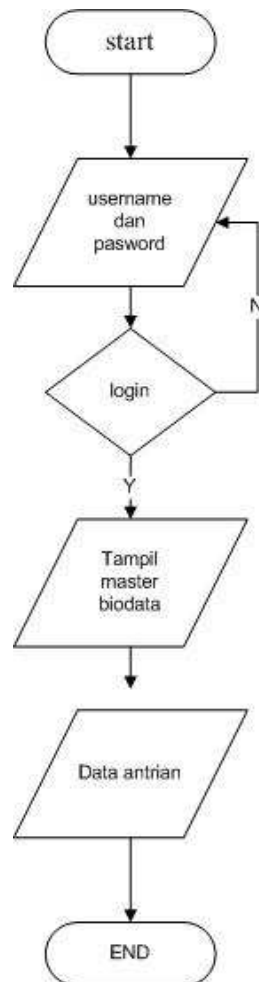 start
username
dan
pasword
N
login
Y
Tampil
master
biodata
Data antrian
END